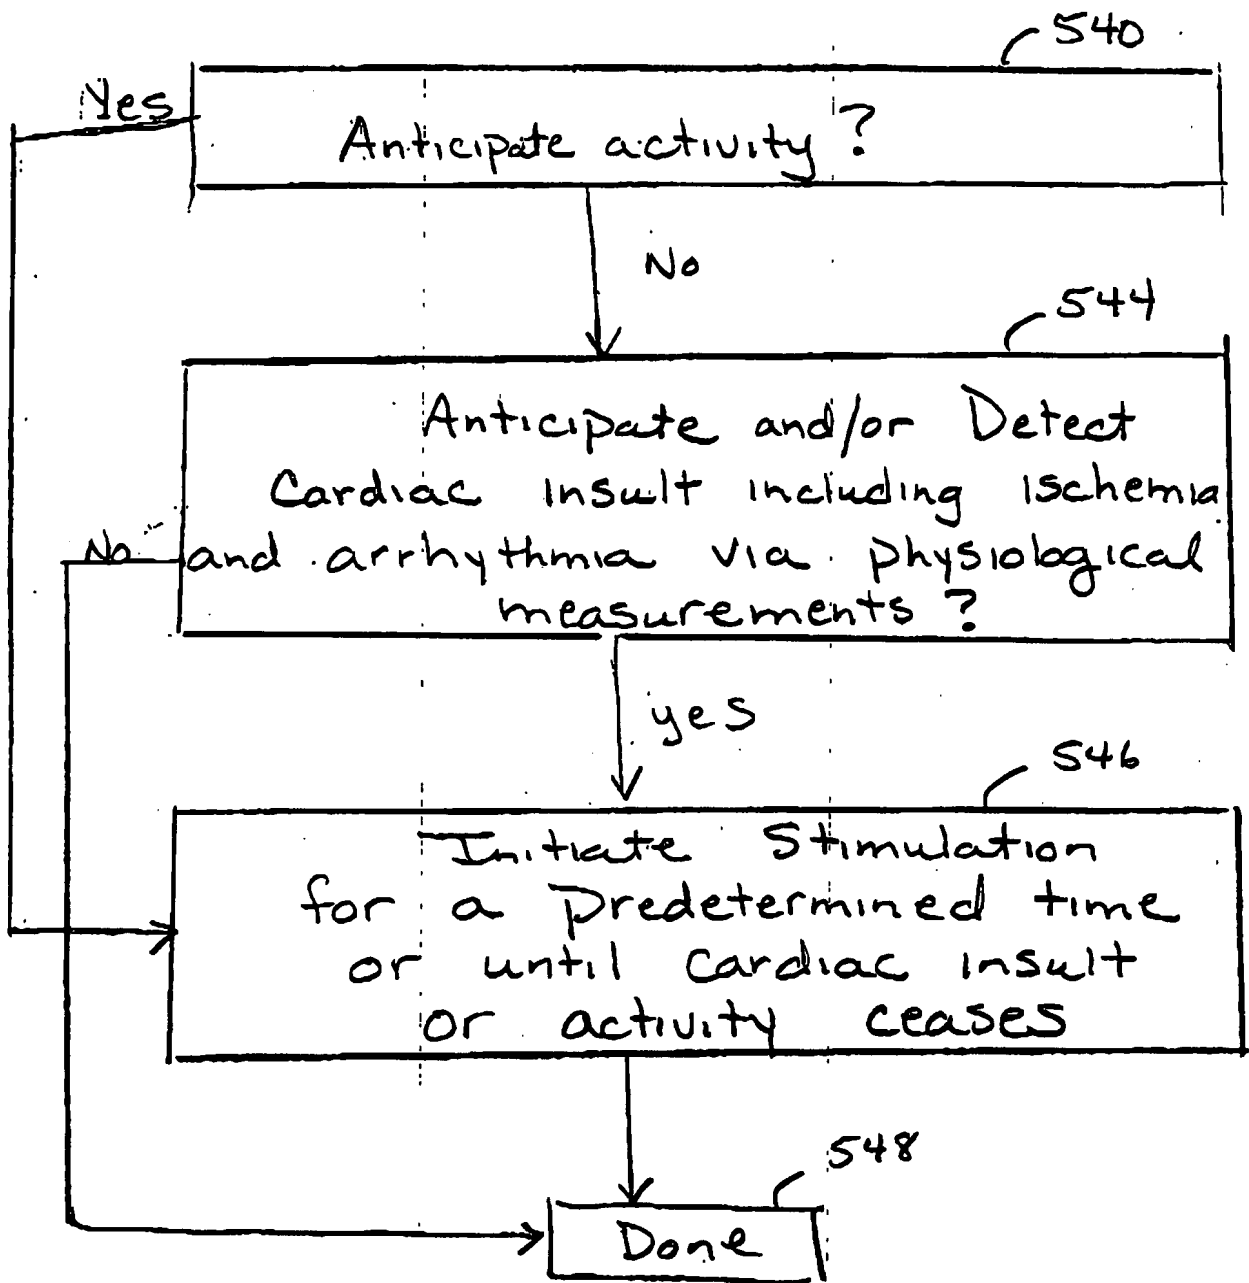 540
Yes
Anticipate activity?
No
544
Anticipate and/or Detect
Cardiac insult including ischemia
No
and arrhythmia via physiological
measurements?
yes
546
Initiate Stimulation
for a predetermined time
or until cardiac insult
or activity ceases
548
Done